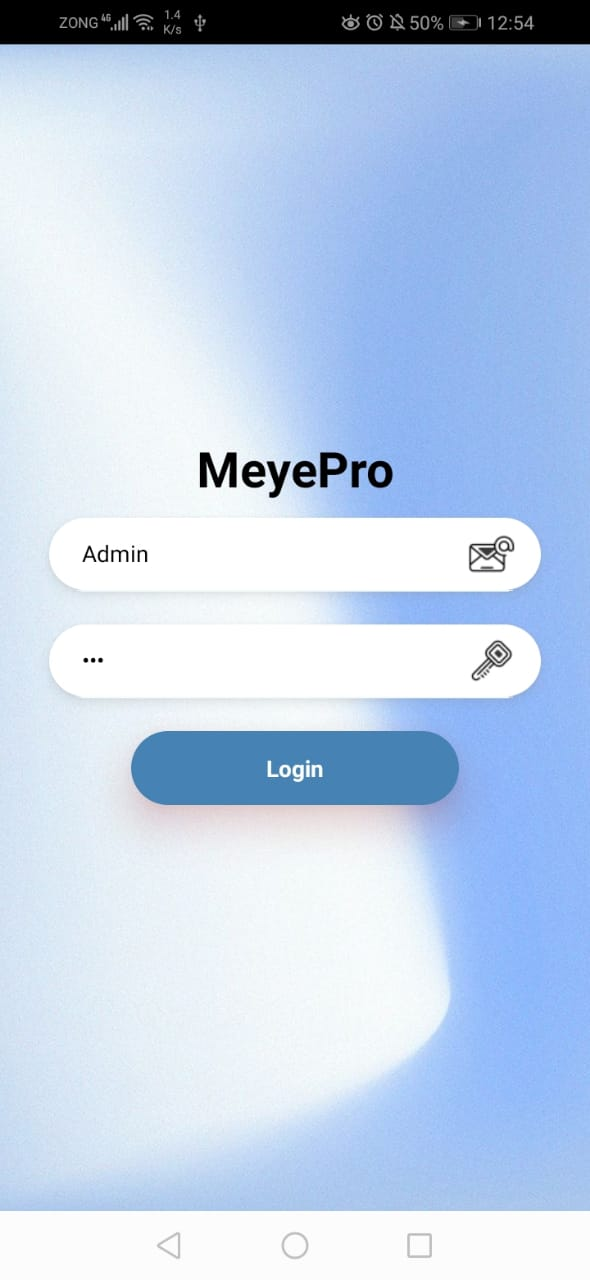 ZONG 4G 1.4 K/s 50% 12:54
MeyePro
Admin
•••
Login